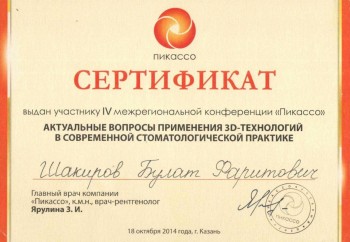 ПИКАССО
СЕРТИФИКАТ
выдан участнику IV межрегиональной конференции «Пикассо»
АКТУАЛЬНЫЕ ВОПРОСЫ ПРИМЕНЕНИЯ 3D-ТЕХНОЛОГИЙ
В СОВРЕМЕННОЙ СТОМАТОЛОГИЧЕСКОЙ ПРАКТИКЕ
Шакиров Булат Фаритович
Главный врач компании
«Пикассо», к.м.н., врач-рентгенолог
Ярулина З. И.
18 октября 2014 года, г. Казань